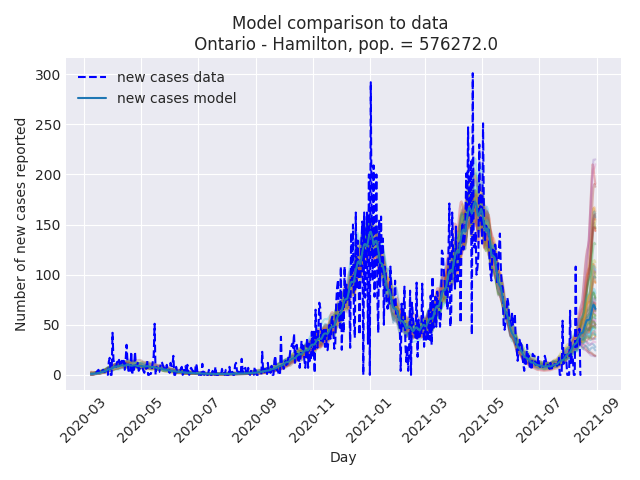 Model comparison to data
Ontario - Hamilton, pop. = 576272.0
new cases data
new cases model
Number of new cases reported
300
250
200
150
100
50
0
2020-03
2020-05
2020-07
2020-09
2020-11
2021-01
2021-03
2021-05
2021-07
2021-09
Day